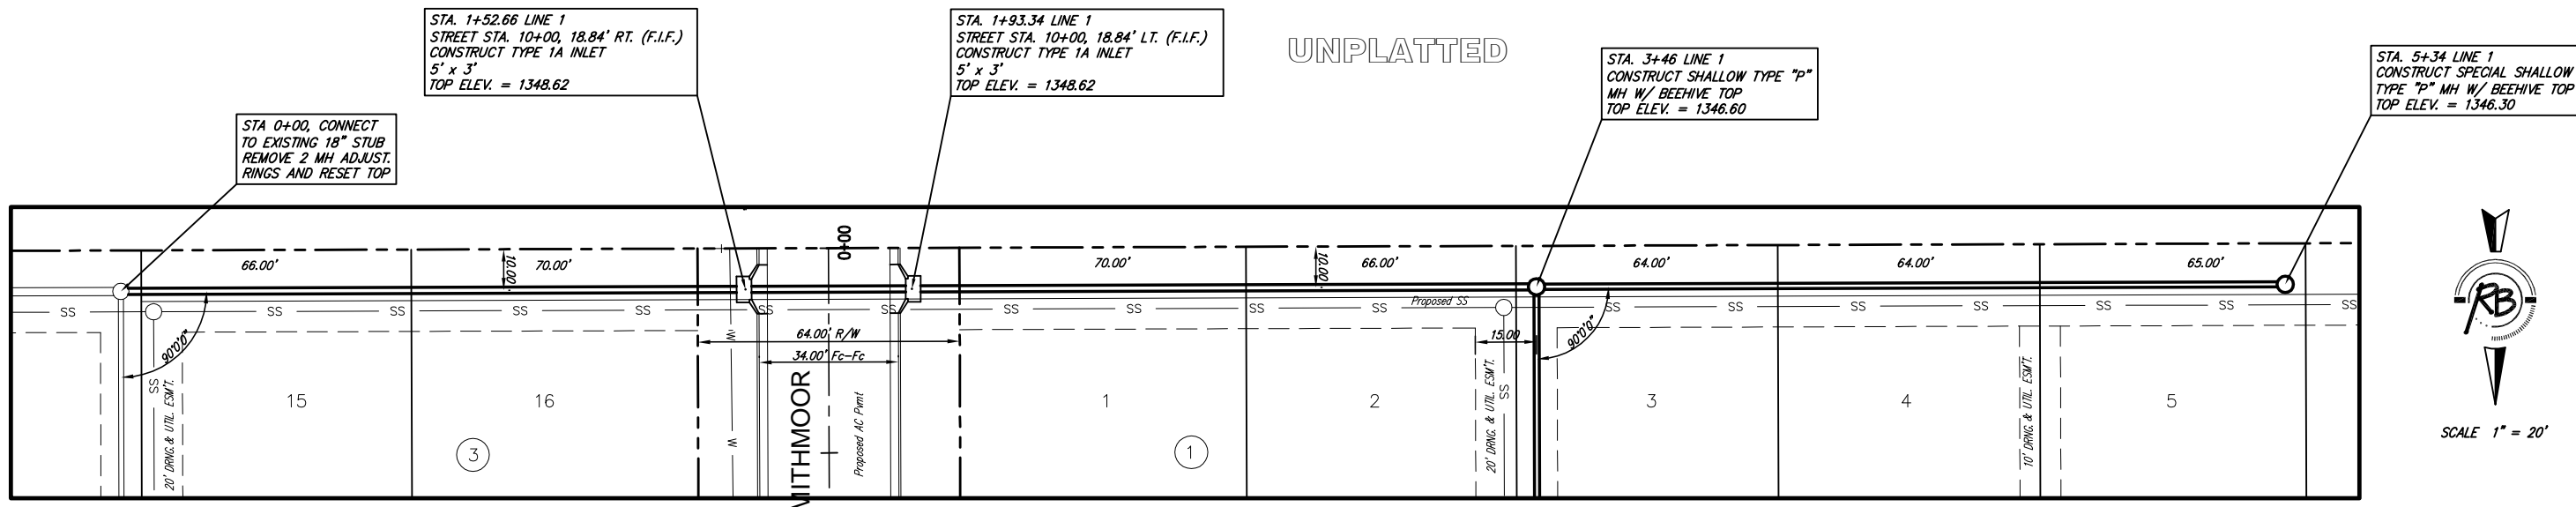 STA. 1+52.66 LINE 1
STREET STA. 10+00, 18.84' RT. (F.I.F.)
CONSTRUCT TYPE 1A INLET
5' x 3'
TOP ELEV. = 1348.62
STA. 1+93.34 LINE 1
STREET STA. 10+00, 18.84' LT. (F.I.F.)
CONSTRUCT TYPE 1A INLET
5' x 3'
TOP ELEV. = 1348.62
UNPLATTED
STA. 3+46 LINE 1
CONSTRUCT SHALLOW TYPE "P"
MH W/ BEEHIVE TOP
TOP ELEV. = 1346.60
STA. 5+34 LINE 1
CONSTRUCT SPECIAL SHALLOW
TYPE "P" MH W/ BEEHIVE TOP
TOP ELEV. = 1346.30
STA 0+00, CONNECT
TO EXISTING 18" STUB
REMOVE 2 MH ADJUST.
RINGS AND RESET TOP
66.00'
10.00'
70.00'
0+00
70.00'
10.00'
66.00'
64.00'
64.00'
65.00'
SS SS SS SS SS SS SS SS SS SS SS SS SS SS SS SS SS SS SS
Proposed SS
90°0'0"
W
64.00' R/W
34.00' Fc-Fc
15.00
90°0'0"
SS
20' DRNG. & UTIL. ESM'T.
15
16
W
MITHMOOR
Proposed AC Pvmt
1
2
20' DRNG. & UTIL. ESM'T.
SS
3
4
10' DRNG. & UTIL. ESM'T.
5
3
1
RB
SCALE 1" = 20'